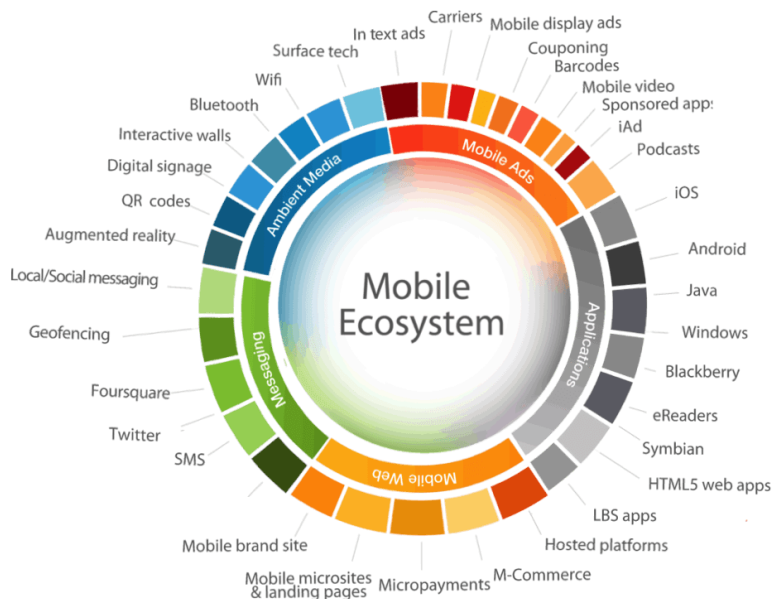 Mobile
Ecosystem
Mobile Ads
Applications
Mobile Web
Messaging
Ambient Media
In text ads
Carriers
Mobile display ads
Couponing
Barcodes
Mobile video
Sponsored apps
iAd
Podcasts
iOS
Android
Java
Windows
Blackberry
eReaders
Symbian
HTML5 web apps
LBS apps
Hosted platforms
M-Commerce
Micropayments
Mobile microsites
& landing pages
Mobile brand site
SMS
Twitter
Foursquare
Geofencing
Local/Social messaging
Augmented reality
QR codes
Digital signage
Interactive walls
Bluetooth
Wifi
Surface tech